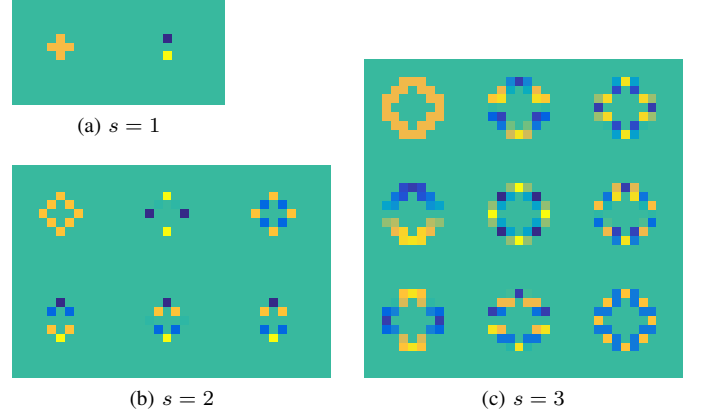 (a) s = 1
(b) s = 2
(c) s = 3